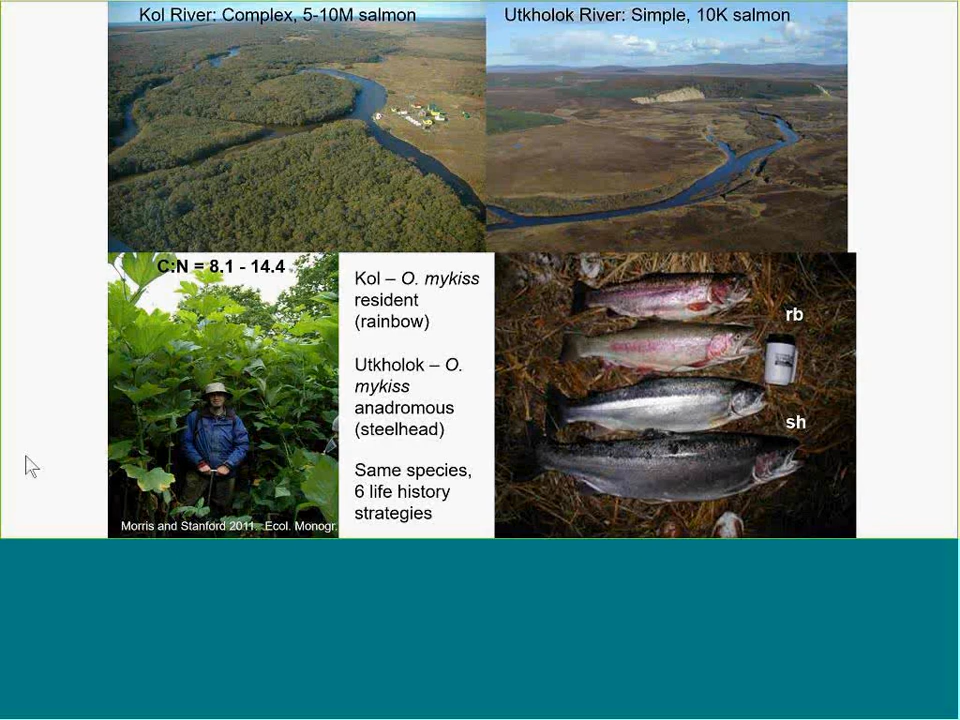 Kol River: Complex, 5-10M salmon
Utkholok River: Simple, 10K salmon
C:N = 8.1 - 14.4
Kol – O. mykiss
resident
(rainbow)
Utkholok – O.
mykiss
anadromous
(steelhead)
Same species,
6 life history
strategies
rb
sh
Morris and Stanford 2011. Ecol. Monogr.